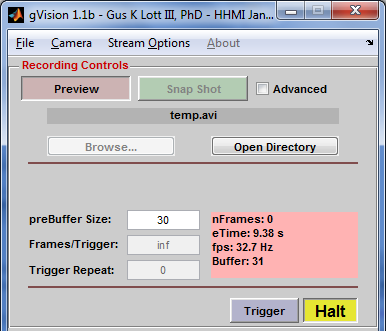 gVision 1.1b - Gus K Lott III, PhD - HHMI Jan...
File Camera Stream Options About
Recording Controls
Preview Snap Shot Advanced
temp.avi
Browse... Open Directory
preBuffer Size: 30
Frames/Trigger: inf
Trigger Repeat: 0
nFrames: 0
eTime: 9.38 s
fps: 32.7 Hz
Buffer: 31
Trigger Halt